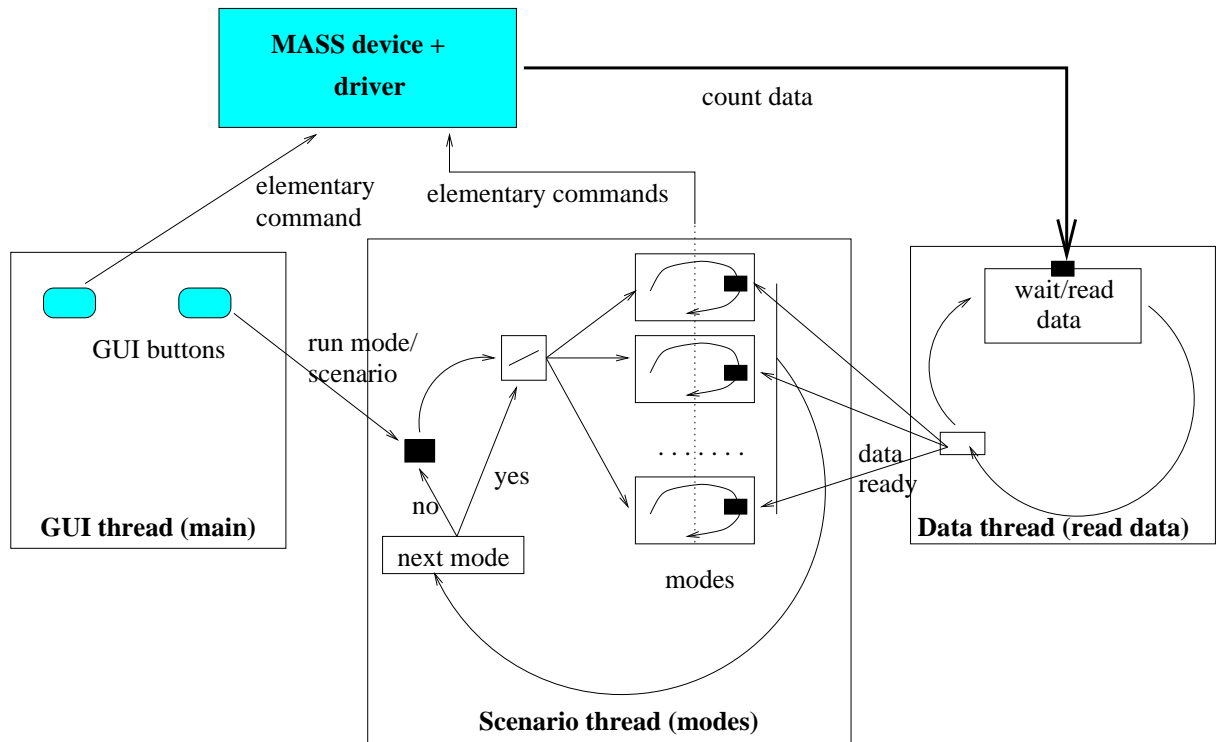 MASS device +
driver
count data
elementary
command
elementary commands
wait/read
data
GUI buttons
run mode/
scenario
. . . . . . .
data
ready
yes
no
GUI thread (main)
Data thread (read data)
next mode
modes
Scenario thread (modes)